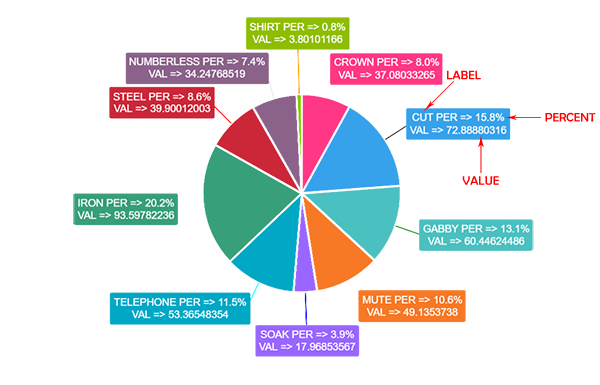 SHIRT PER => 0.8%
VAL => 3.80101166
NUMBERLESS PER => 7.4%
VAL => 34.24768519
CROWN PER => 8.0%
VAL => 37.08033265
LABEL
STEEL PER => 8.6%
VAL => 39.90012003
CUT PER => 15.8%
VAL => 72.88880316
PERCENT
VALUE
IRON PER => 20.2%
VAL => 93.59782236
GABBY PER => 13.1%
VAL => 60.44624486
TELEPHONE PER => 11.5%
VAL => 53.36548354
MUTE PER => 10.6%
VAL => 49.1353738
SOAK PER => 3.9%
VAL => 17.96853567